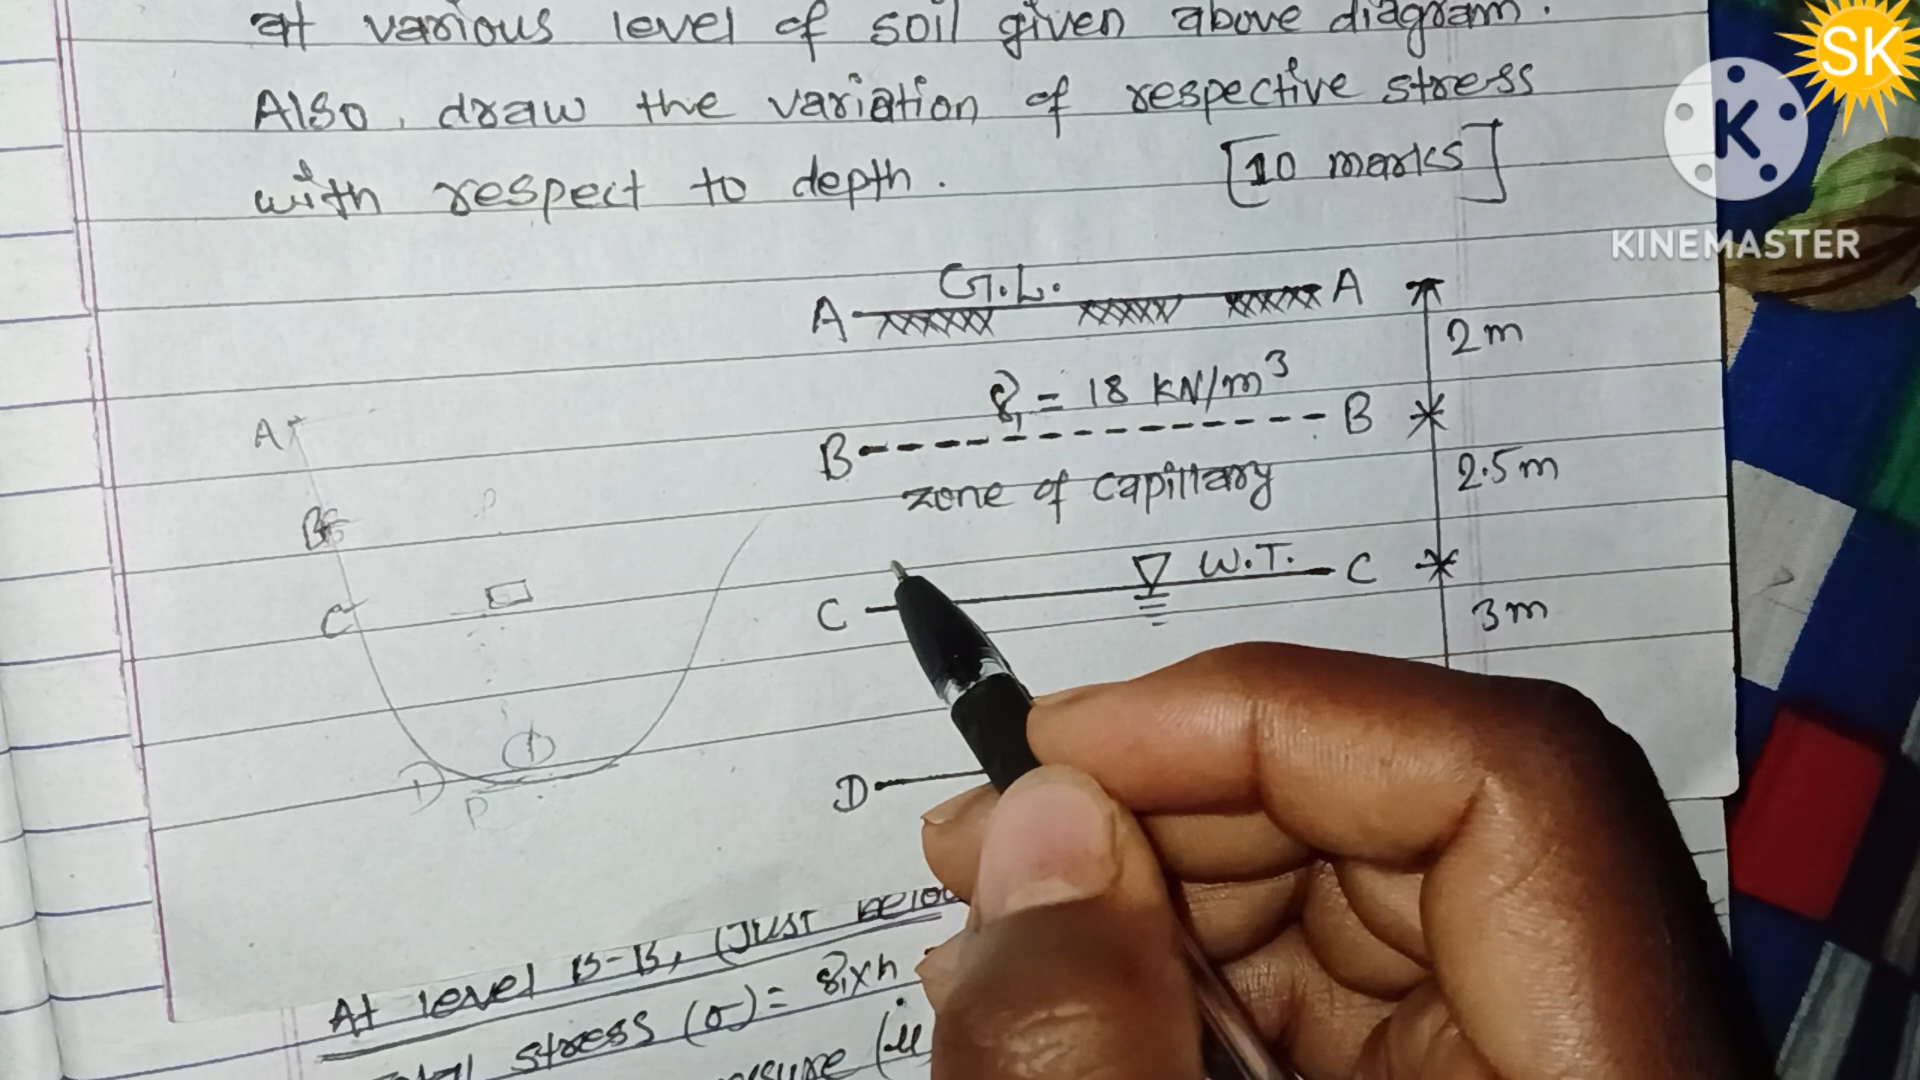 at various level of soil given above diagram.
Also, draw the variation of respective stress
with respect to depth. [10 marks]
SK
K
KINEMASTER
G.L.
A A
2m
γ₁ = 18 KN/m³
B B
zone of capillary
2.5m
W.T.
C C
3m
D
A
B
C
D
D
P
At level B-B, (Just below
stress (σ) = γ₁xh
(u